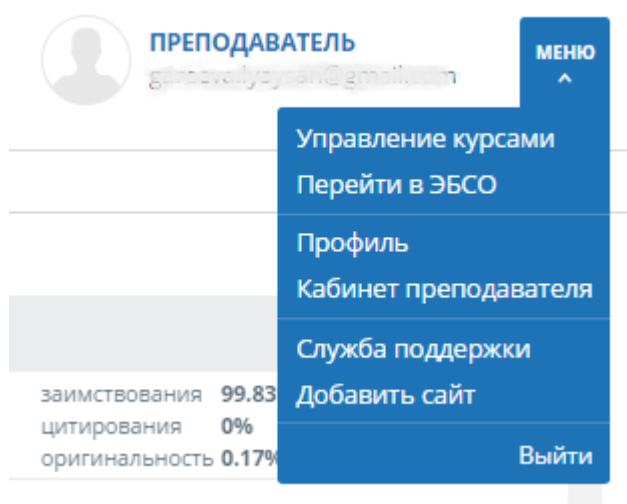 ПРЕПОДАВАТЕЛЬ
МЕНЮ
Управление курсами
Перейти в ЭБСО
Профиль
Кабинет преподавателя
Служба поддержки
Добавить сайт
Выйти
заимствования 99.83
цитирования 0%
оригинальность 0.17%